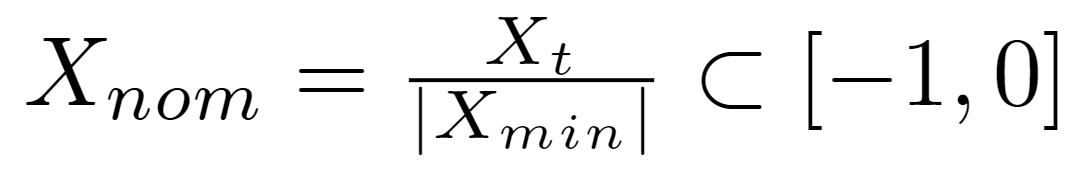 X_{nom} = \frac{X_t}{|X_{min}|} \subset [-1, 0]